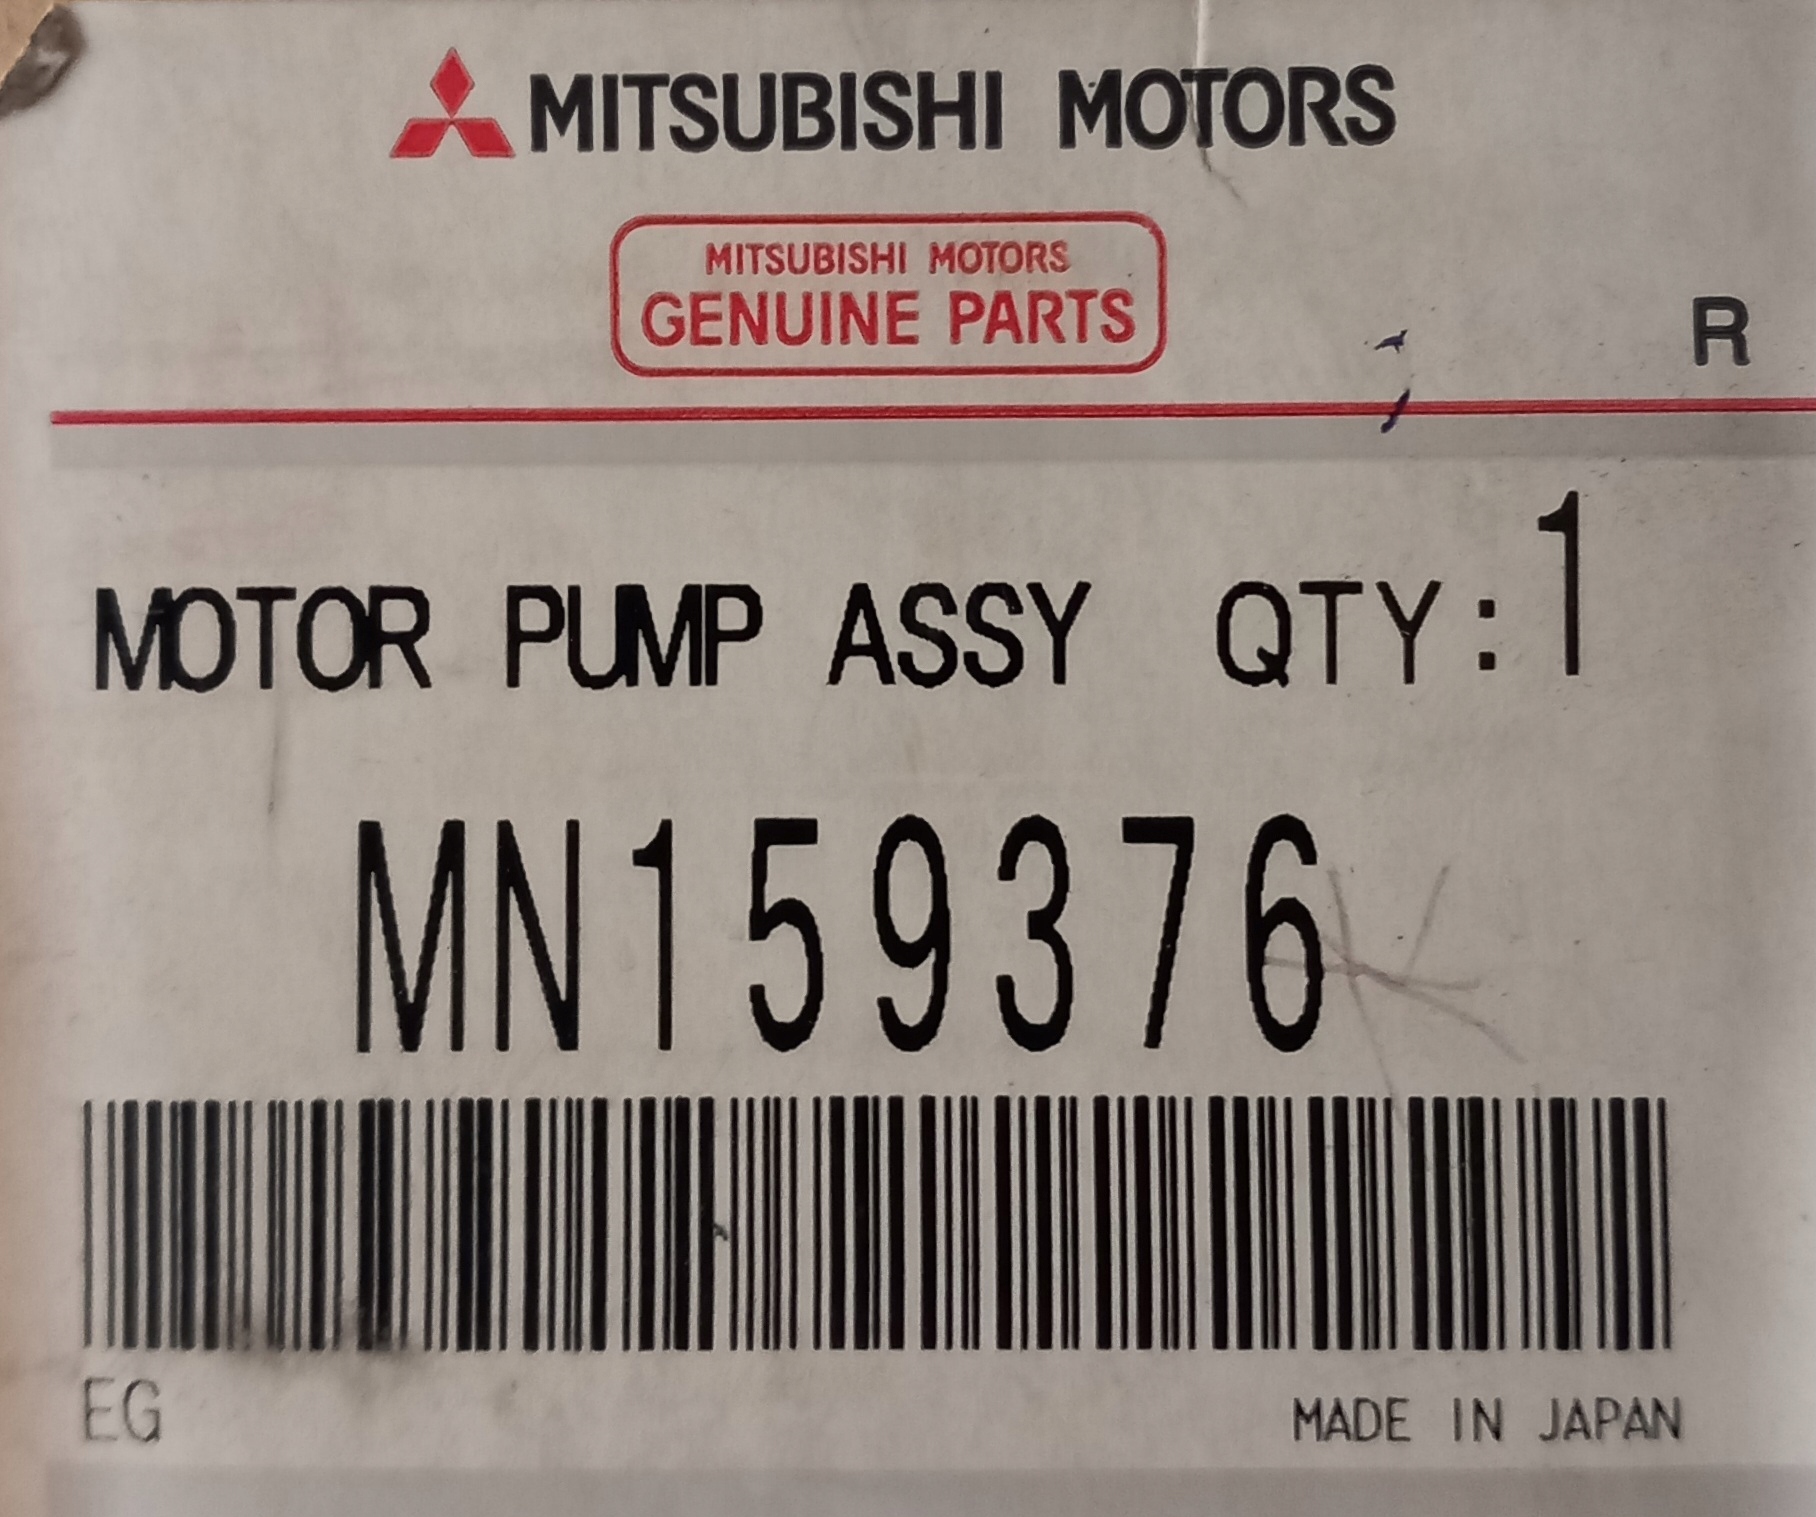 MITSUBISHI MOTORS
MITSUBISHI MOTORS
GENUINE PARTS
R
MOTOR PUMP ASSY QTY:1
MN159376
EG
MADE IN JAPAN